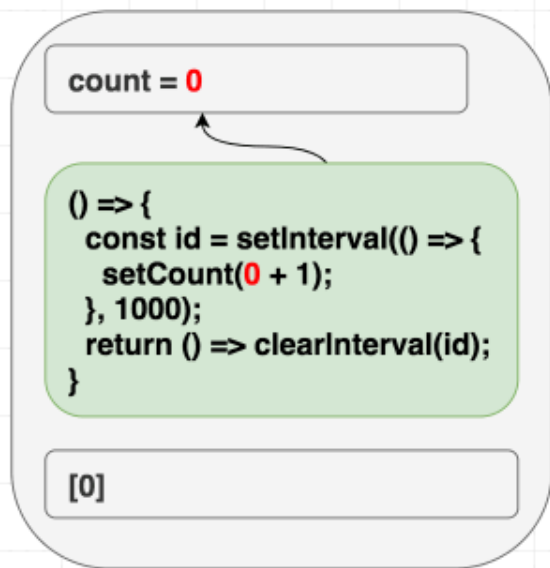 count = 0
() => {
const id = setInterval(() => {
setCount(0 + 1);
}, 1000);
return () => clearInterval(id);
}
[0]